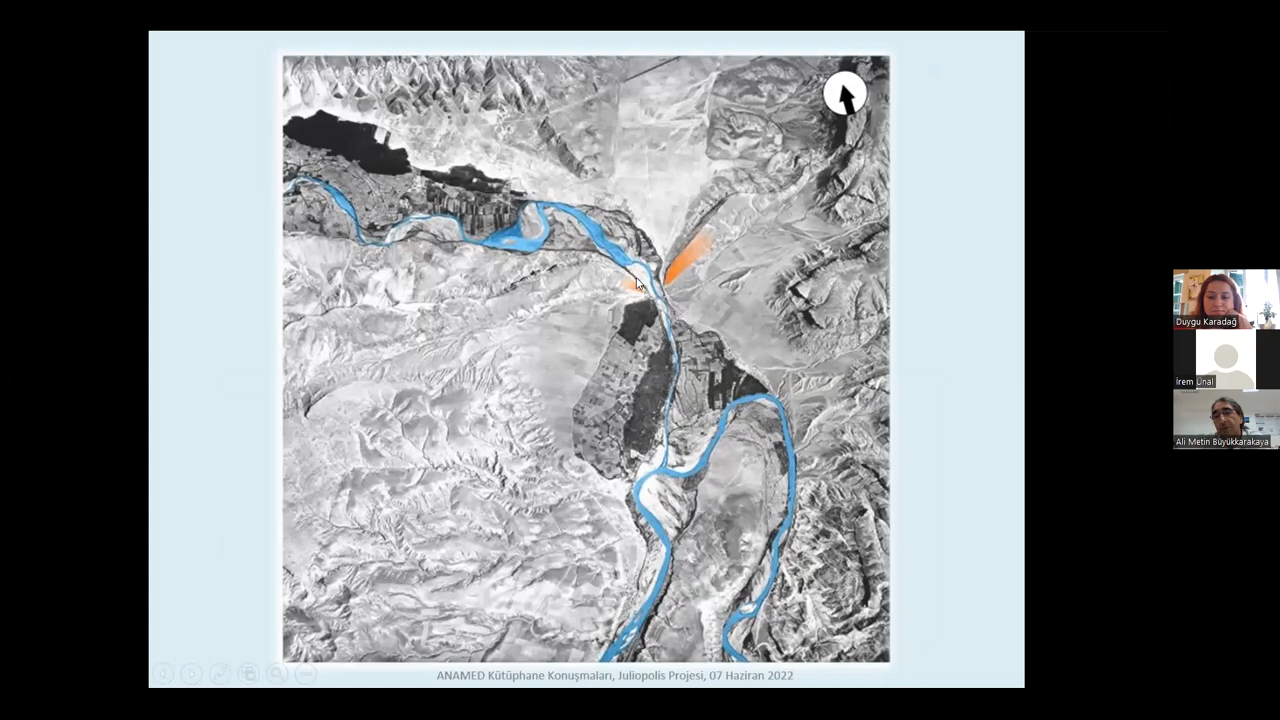 ANAMED Kütüphane Konuşmaları, Juliopolis Projesi, 07 Haziran 2022
Duygu Karadağ
İrem Ünal
Ali Metin Büyükkarakaya